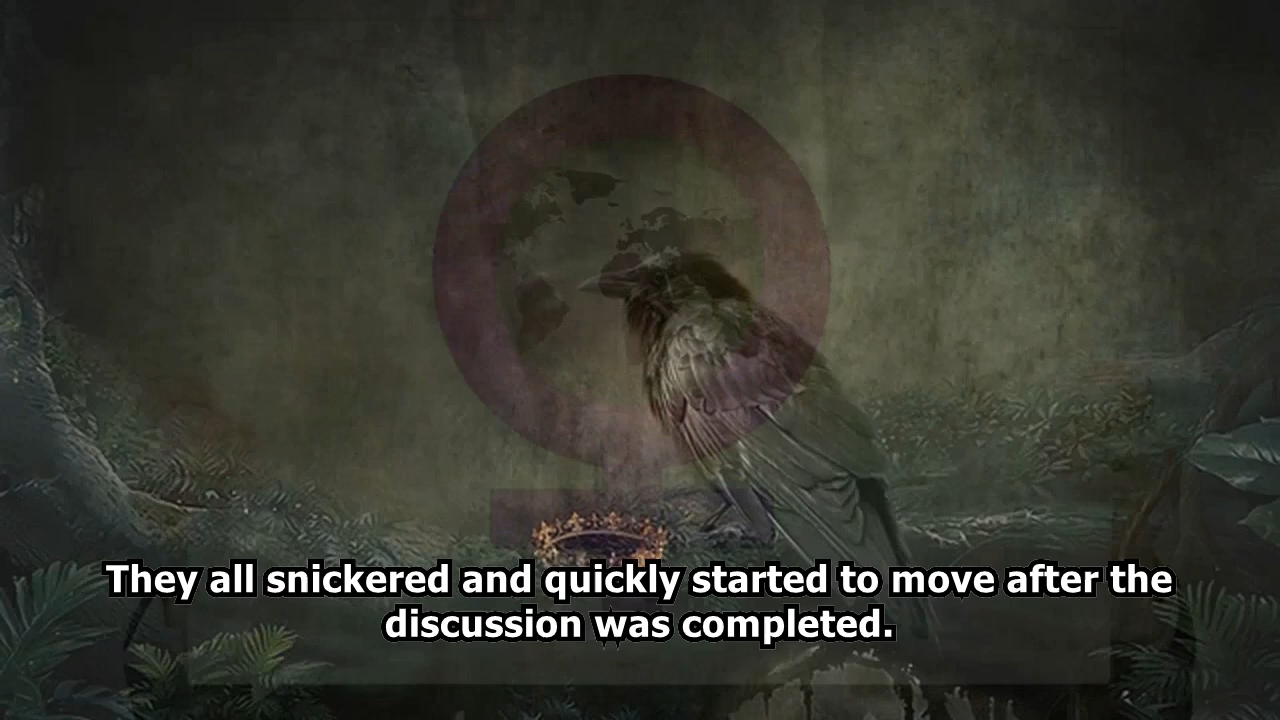 They all snickered and quickly started to move after the
discussion was completed.